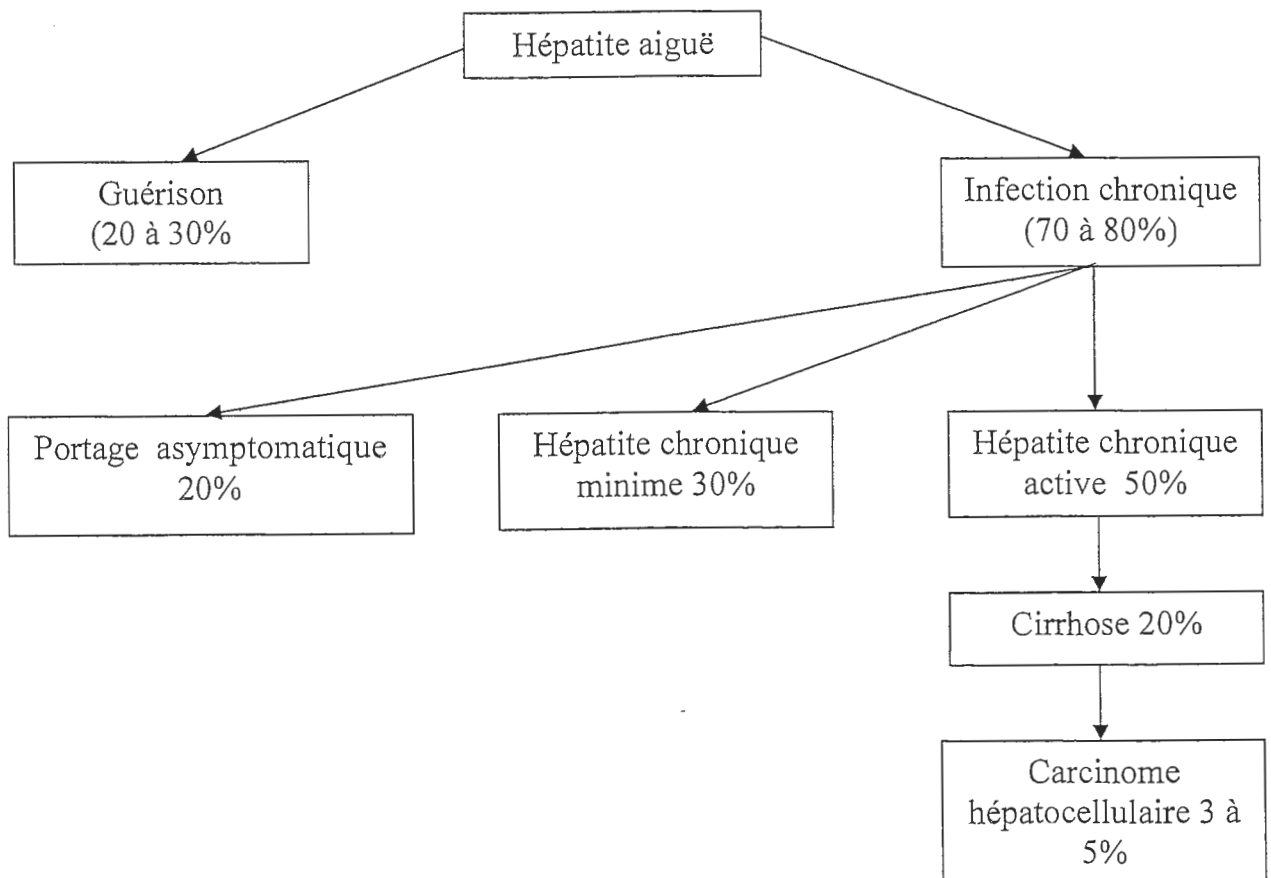 Hépatite aiguë
Guérison
(20 à 30%
Infection chronique
(70 à 80%)
Portage asymptomatique
20%
Hépatite chronique
minime 30%
Hépatite chronique
active 50%
Cirrhose 20%
Carcinome
hépatocellulaire 3 à
5%